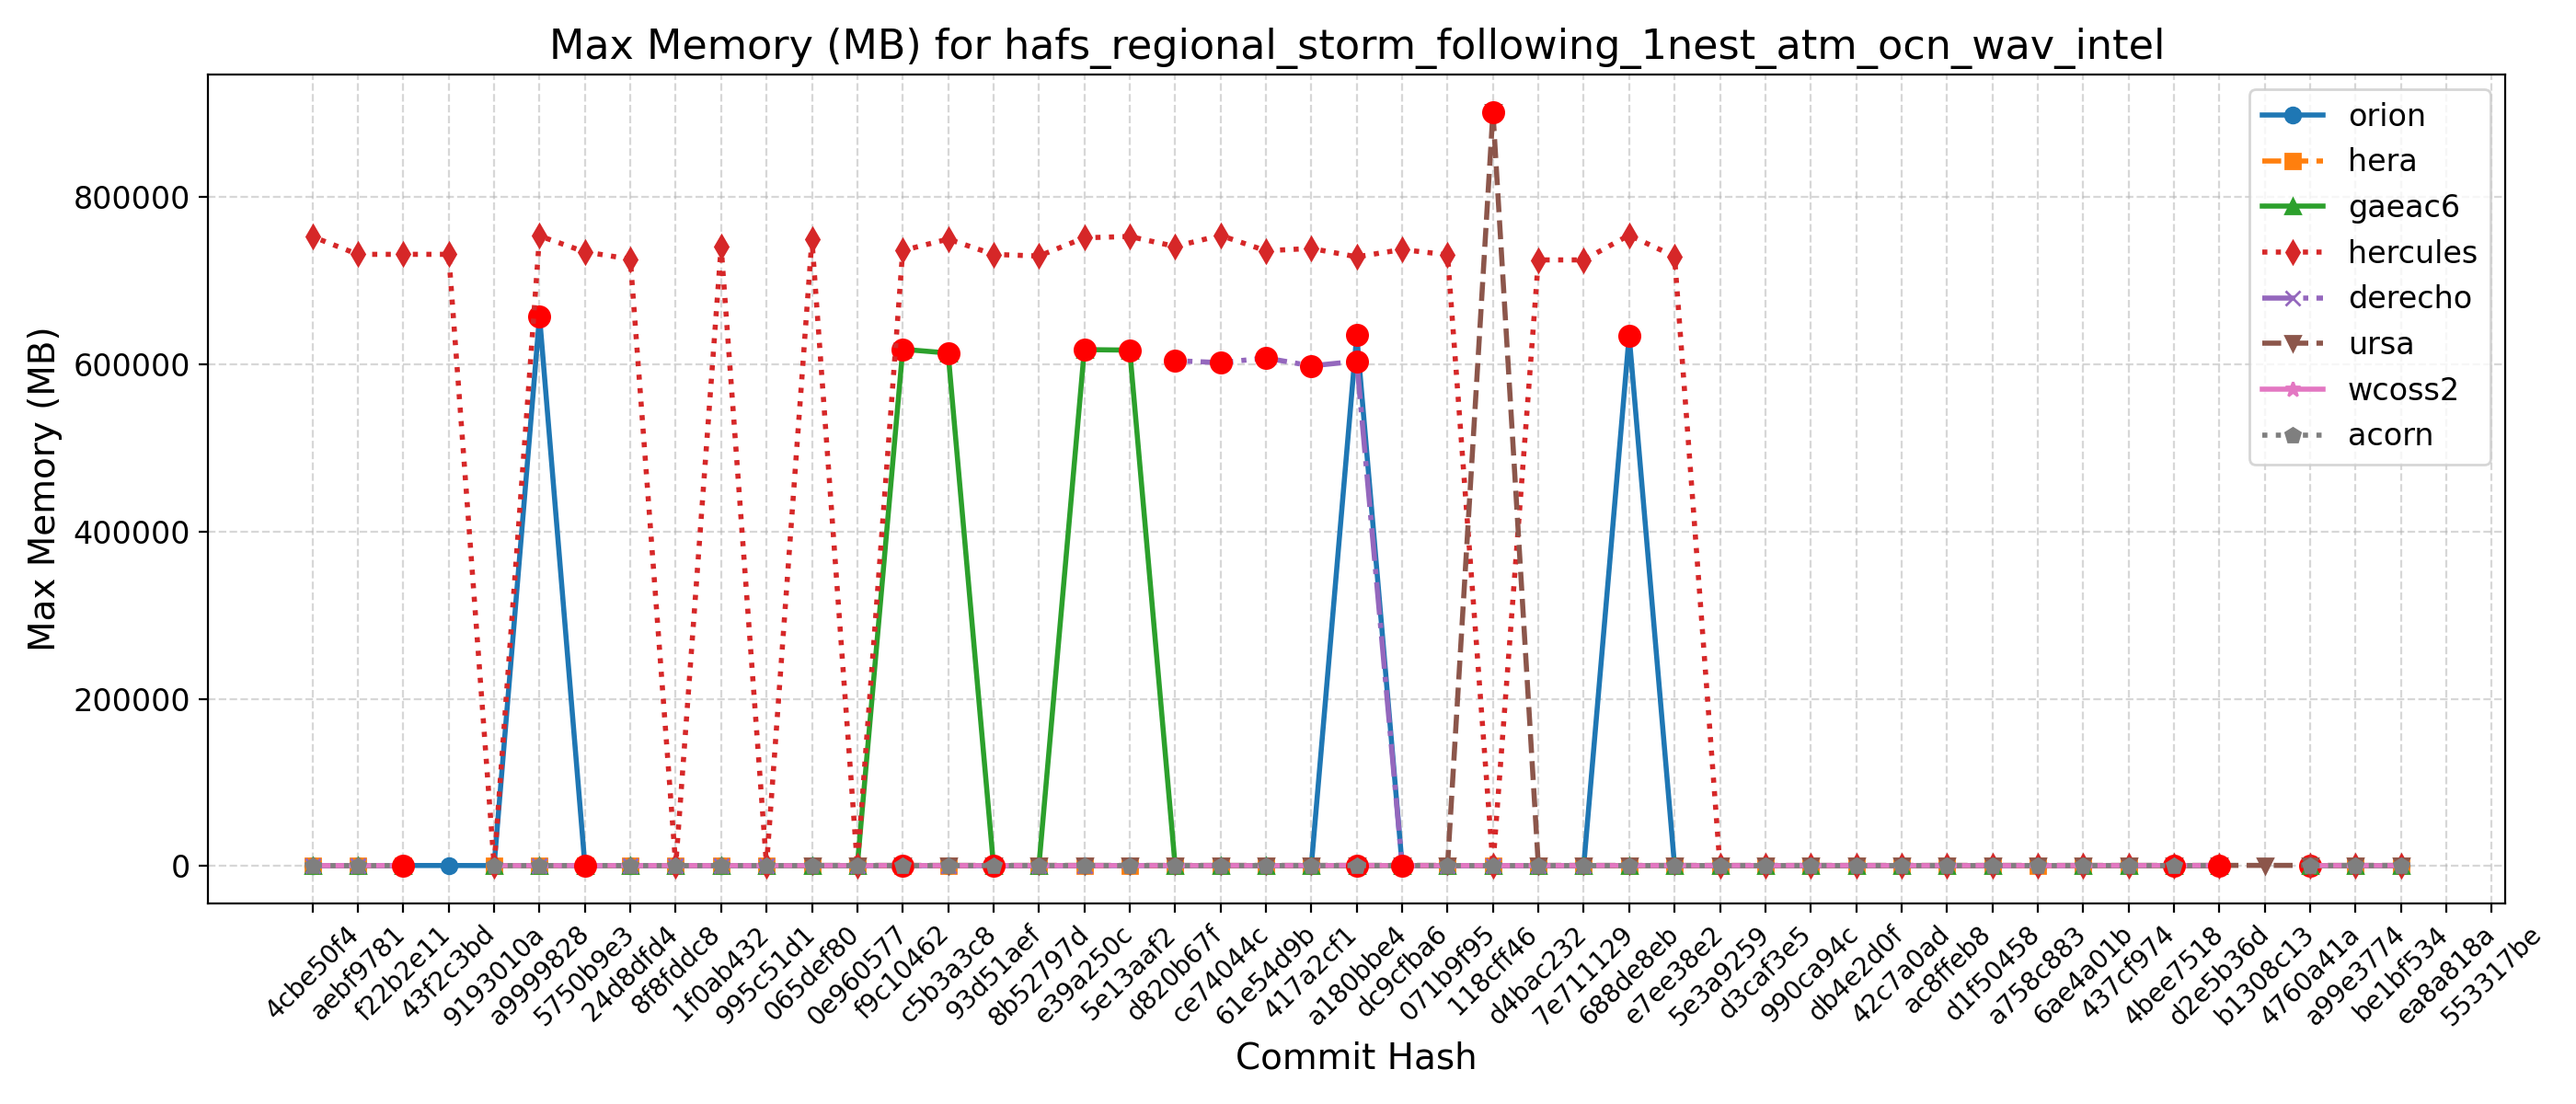 Max Memory (MB) for hafs_regional_storm_following_1nest_atm_ocn_wav_intel
Max Memory (MB)
800000
600000
400000
200000
0
orion
hera
gaeac6
hercules
derecho
ursa
wcoss2
acorn
4cbe50f4
aebf9781
f22b2e11
43f2c3bd
9193010a
a9999828
5750b9e3
24d8dfd4
8f8fddc8
1f0ab432
995c51d1
065def80
0e960577
f9c10462
c5b3a3c8
93d51aef
8b52797d
e39a250c
5e13aaf2
d820b67f
ce74044c
61e54d9b
417a2cf1
a180bbe4
dc9cfba6
071b9f95
118cff46
d4bac232
7e711129
688de8eb
e7ee38e2
5e3a9259
d3caf3e5
990ca94c
db4e2d0f
42c7a0ad
ac8ffeb8
d1f50458
a758c883
6ae4a01b
437cf974
4bee7518
d2e5b36d
b1308c13
4760a41a
a99e3774
be1bf534
ea8a818a
553317be
Commit Hash